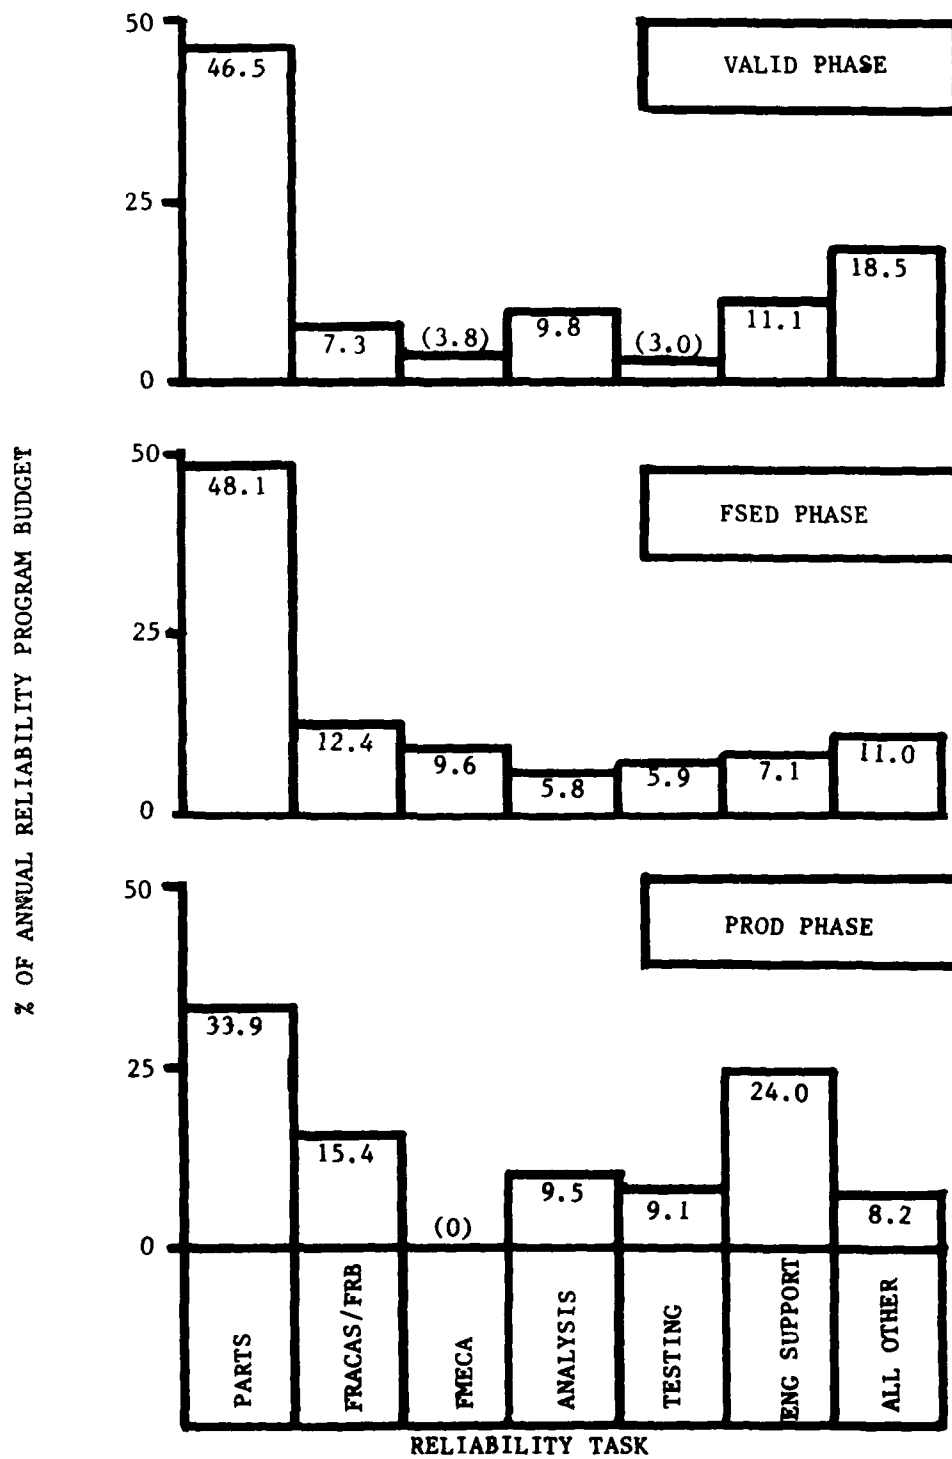 % OF ANNUAL RELIABILITY PROGRAM BUDGET
VALID PHASE
50
25
0
46.5
7.3
(3.8)
9.8
(3.0)
11.1
18.5
FSED PHASE
50
25
0
48.1
12.4
9.6
5.8
5.9
7.1
11.0
PROD PHASE
50
25
0
33.9
15.4
(0)
9.5
9.1
24.0
8.2
PARTS
FRACAS/FRB
FMECA
ANALYSIS
TESTING
ENG SUPPORT
ALL OTHER
RELIABILITY TASK